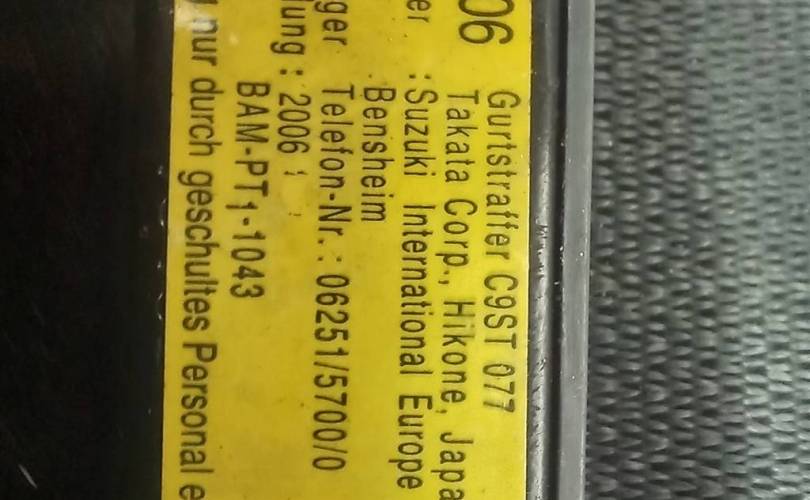 06 Gurtstraffer C9ST 077
Takata Corp., Hikone, Japa
er : Suzuki International Europe
Bensheim
ger Telefon-Nr. : 06251/5700/0
ung : 2006
BAM-PT1-1043
nur durch geschultes Personal e